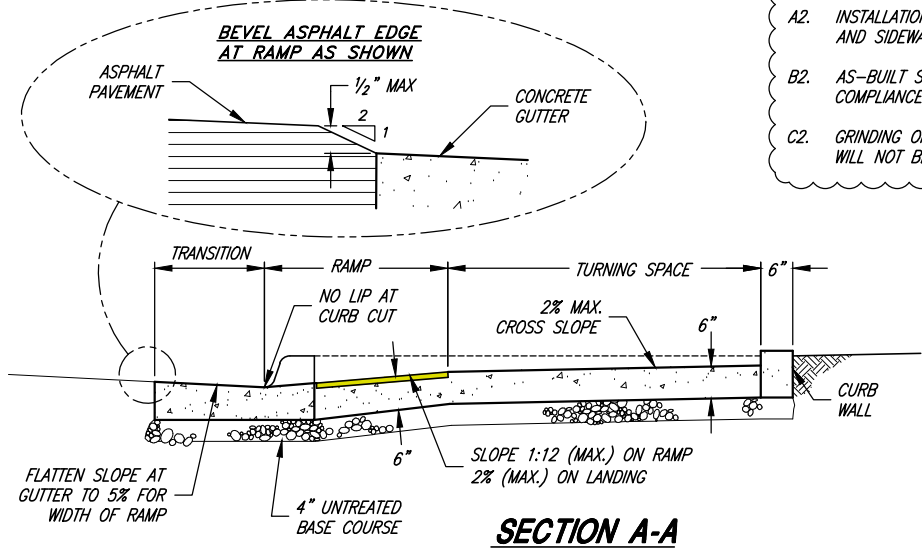 BEVEL ASPHALT EDGE
AT RAMP AS SHOWN
ASPHALT
PAVEMENT
1/2" MAX
2
1
CONCRETE
GUTTER
A2. INSTALLATION
AND SIDEWA
B2. AS-BUILT S
COMPLIANCE
C2. GRINDING O
WILL NOT B
TRANSITION
RAMP
TURNING SPACE
6"
NO LIP AT
CURB CUT
2% MAX.
CROSS SLOPE
6"
CURB
WALL
6"
SLOPE 1:12 (MAX.) ON RAMP
2% (MAX.) ON LANDING
FLATTEN SLOPE AT
GUTTER TO 5% FOR
WIDTH OF RAMP
4" UNTREATED
BASE COURSE
SECTION A-A